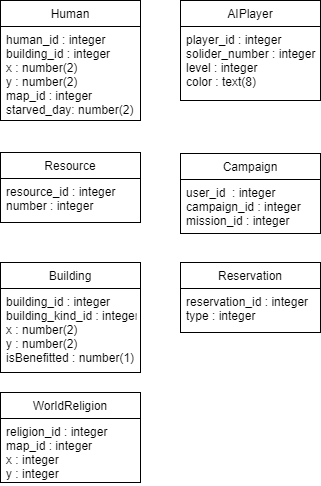 Human
human_id : integer
building_id : integer
x : number(2)
y : number(2)
map_id : integer
starved_day: number(2)
AIPlayer
player_id : integer
solider_number : integer
level : integer
color : text(8)
Resource
resource_id : integer
number : integer
Campaign
user_id  : integer
campaign_id : integer
mission_id : integer
Building
building_id : integer
building_kind_id : integer
x : number(2)
y : number(2)
isBenefitted : number(1)
Reservation
reservation_id : integer
type : integer
WorldReligion
religion_id : integer
map_id : integer
x : integer
y : integer